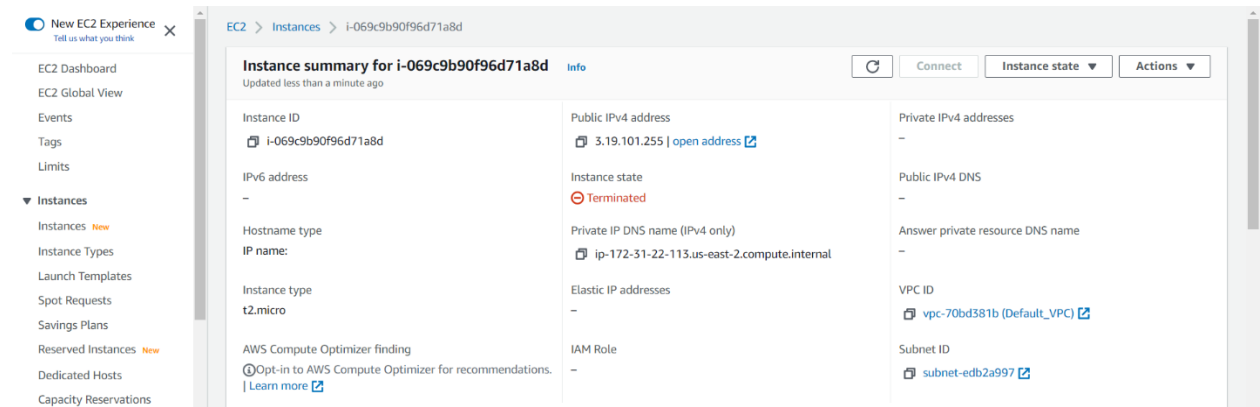 New EC2 Experience
Tell us what you think
EC2 Dashboard
EC2 Global View
Events
Tags
Limits
Instances
Instances New
Instance Types
Launch Templates
Spot Requests
Savings Plans
Reserved Instances New
Dedicated Hosts
Capacity Reservations
EC2 > Instances > i-069c9b90f96d71a8d
Instance summary for i-069c9b90f96d71a8d Info
Updated less than a minute ago
Connect
Instance state
Actions
Instance ID
i-069c9b90f96d71a8d
Public IPv4 address
3.19.101.255 | open address
Private IPv4 addresses
–
IPv6 address
–
Instance state
Terminated
Public IPv4 DNS
–
Hostname type
IP name:
Private IP DNS name (IPv4 only)
ip-172-31-22-113.us-east-2.compute.internal
Answer private resource DNS name
–
Instance type
t2.micro
Elastic IP addresses
–
VPC ID
vpc-70bd381b (Default_VPC)
AWS Compute Optimizer finding
Opt-in to AWS Compute Optimizer for recommendations.
| Learn more
IAM Role
–
Subnet ID
subnet-edb2a997